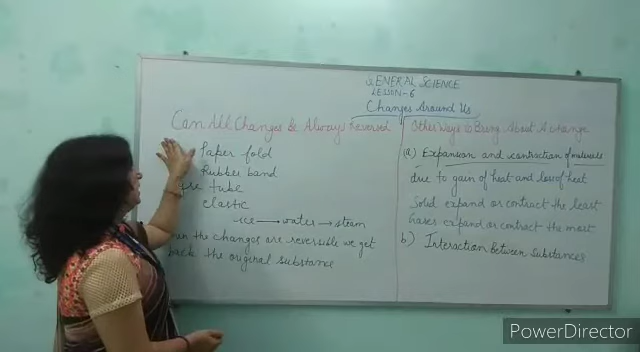 GENERAL SCIENCE
LESSON-6
Changes Around Us
Can All Changes Be Always Reversed
Paper fold
Rubber band
tube
elastic
ice → water → steam
the changes are reversible we get
back the original substance
Other Ways to Bring About A change
(a) Expansion and contraction of materials
due to gain of heat and loss of heat
Solid expand or contract the least
Gases expand or contract the most
b) Interaction between Substances
PowerDirector